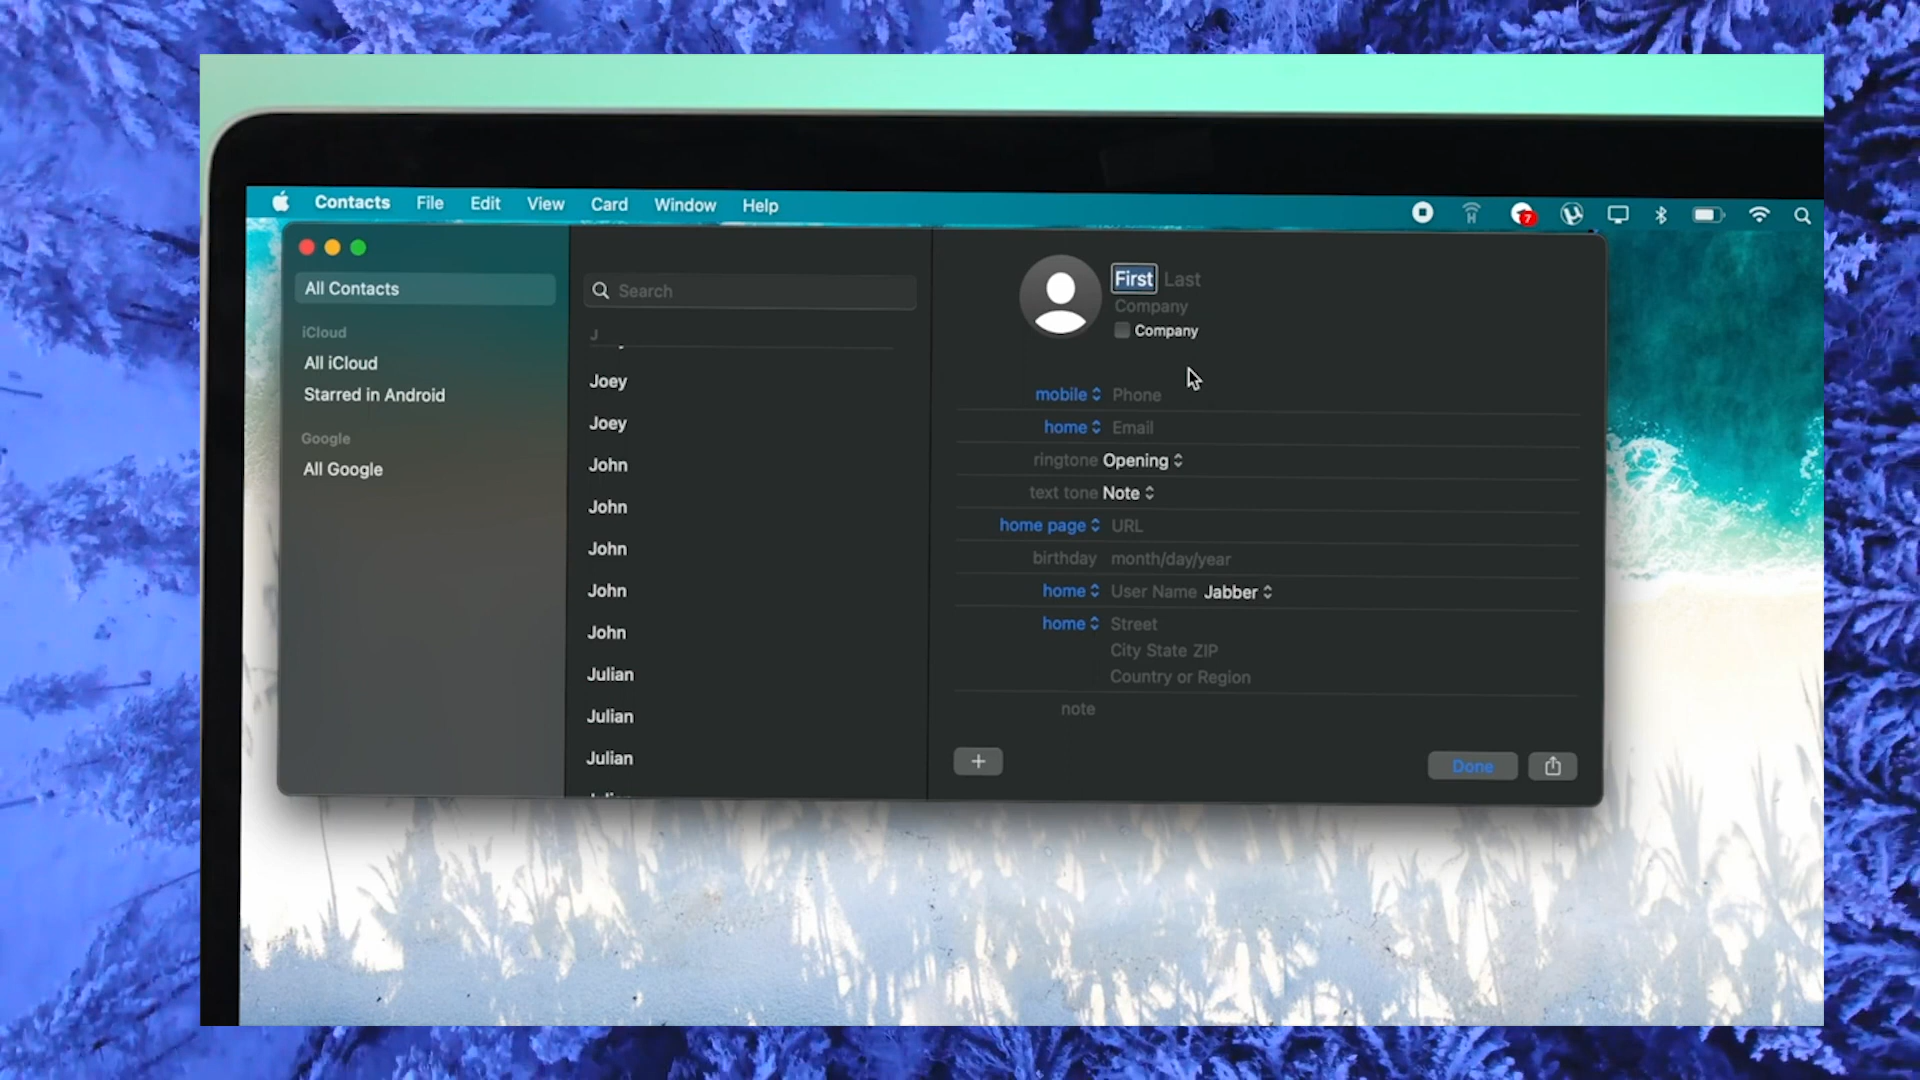 Contacts File Edit View Card Window Help
7
All Contacts
iCloud
All iCloud
Starred in Android
Google
All Google
Search
J
Joey
Joey
John
John
John
John
John
Julian
Julian
Julian
First Last
Company
Company
mobile Phone
home Email
ringtone Opening
text tone Note
home page URL
birthday month/day/year
home User Name Jabber
home Street
City State ZIP
Country or Region
note
Done